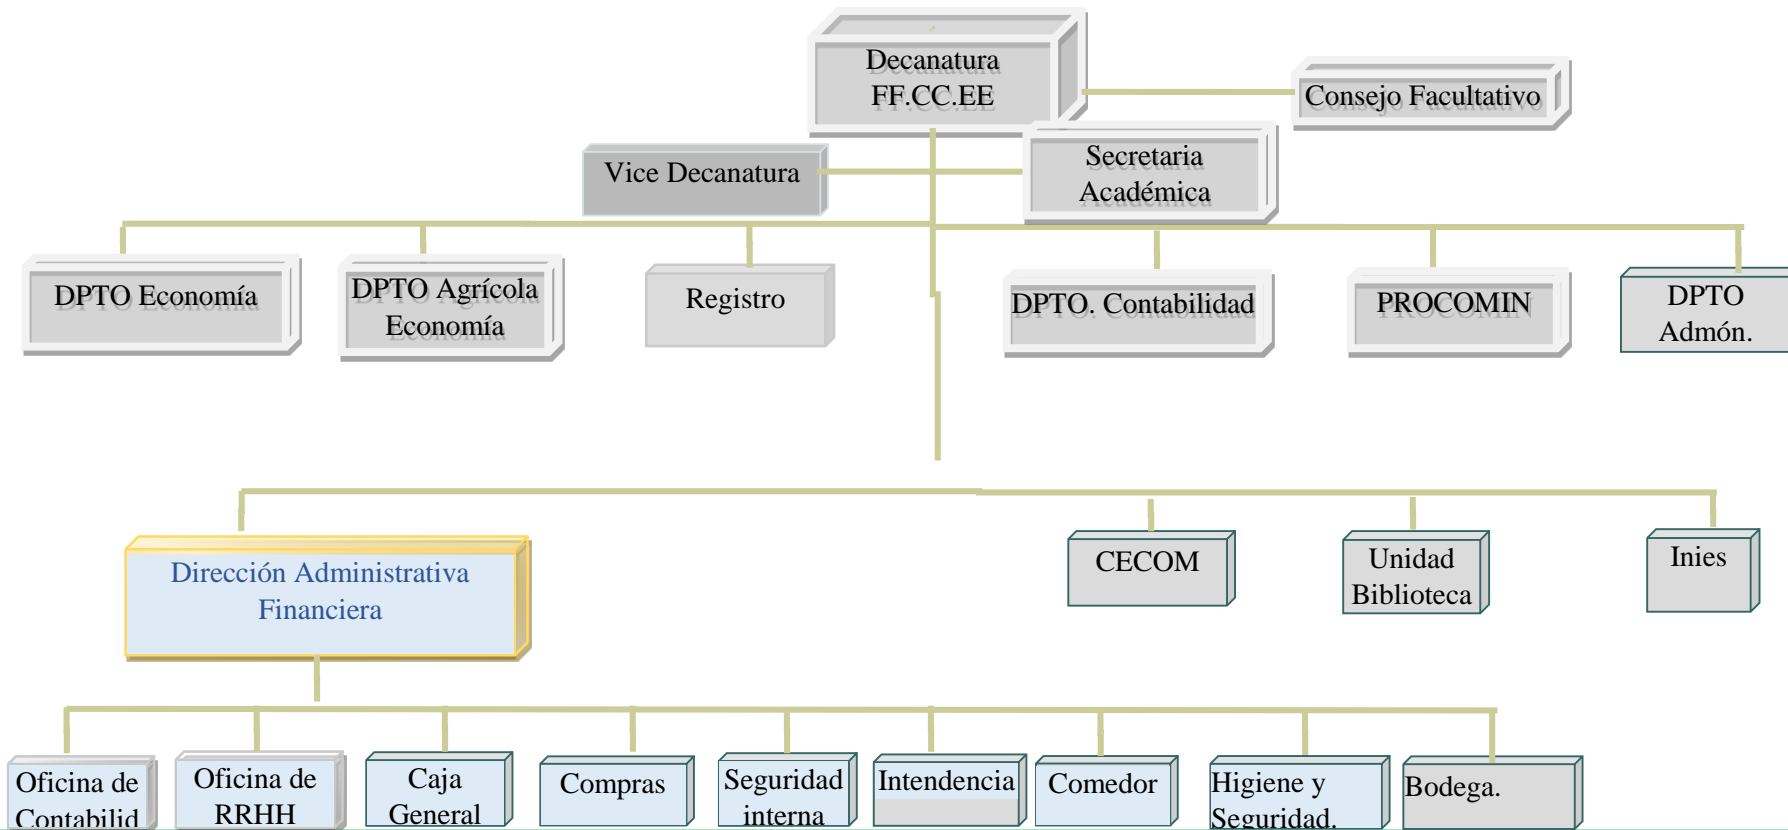 Decanatura
FF.CC.EE
Consejo Facultativo
Vice Decanatura
Secretaria
Académica
DPTO Economía
DPTO Agrícola
Economía
Registro
DPTO. Contabilidad
PROCOMIN
DPTO
Admón.
Dirección Administrativa
Financiera
CECOM
Unidad
Biblioteca
Inies
Oficina de
Contabilid
Oficina de
RRHH
Caja
General
Compras
Seguridad
interna
Intendencia
Comedor
Higiene y
Seguridad.
Bodega.